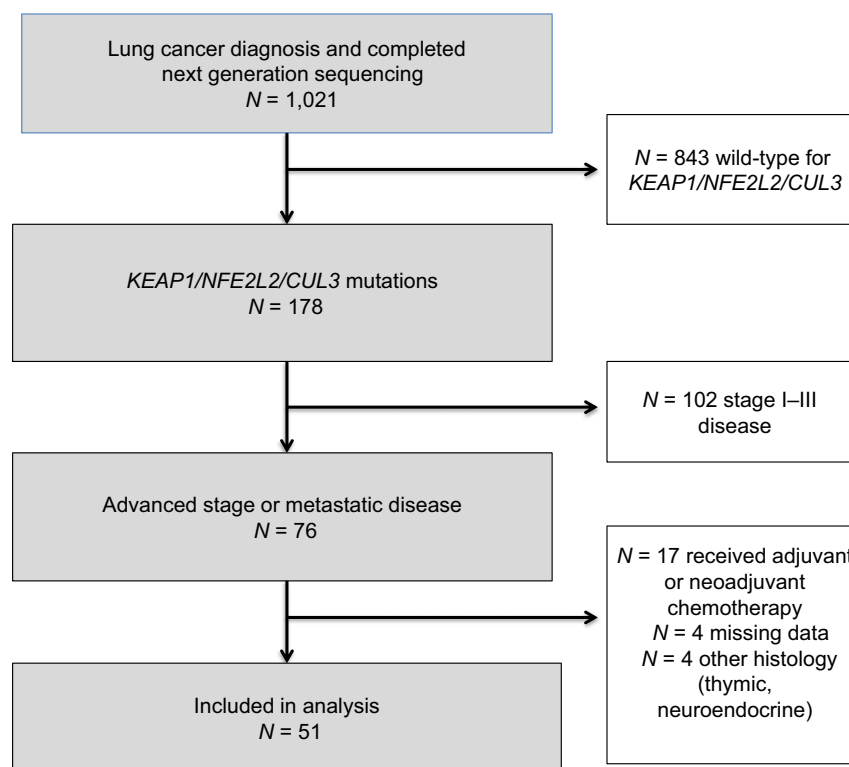 Lung cancer diagnosis and completed
next generation sequencing
N = 1,021
N = 843 wild-type for
KEAP1/NFE2L2/CUL3
KEAP1/NFE2L2/CUL3 mutations
N = 178
N = 102 stage I–III
disease
Advanced stage or metastatic disease
N = 76
N = 17 received adjuvant
or neoadjuvant
chemotherapy
N = 4 missing data
N = 4 other histology
(thymic,
neuroendocrine)
Included in analysis
N = 51